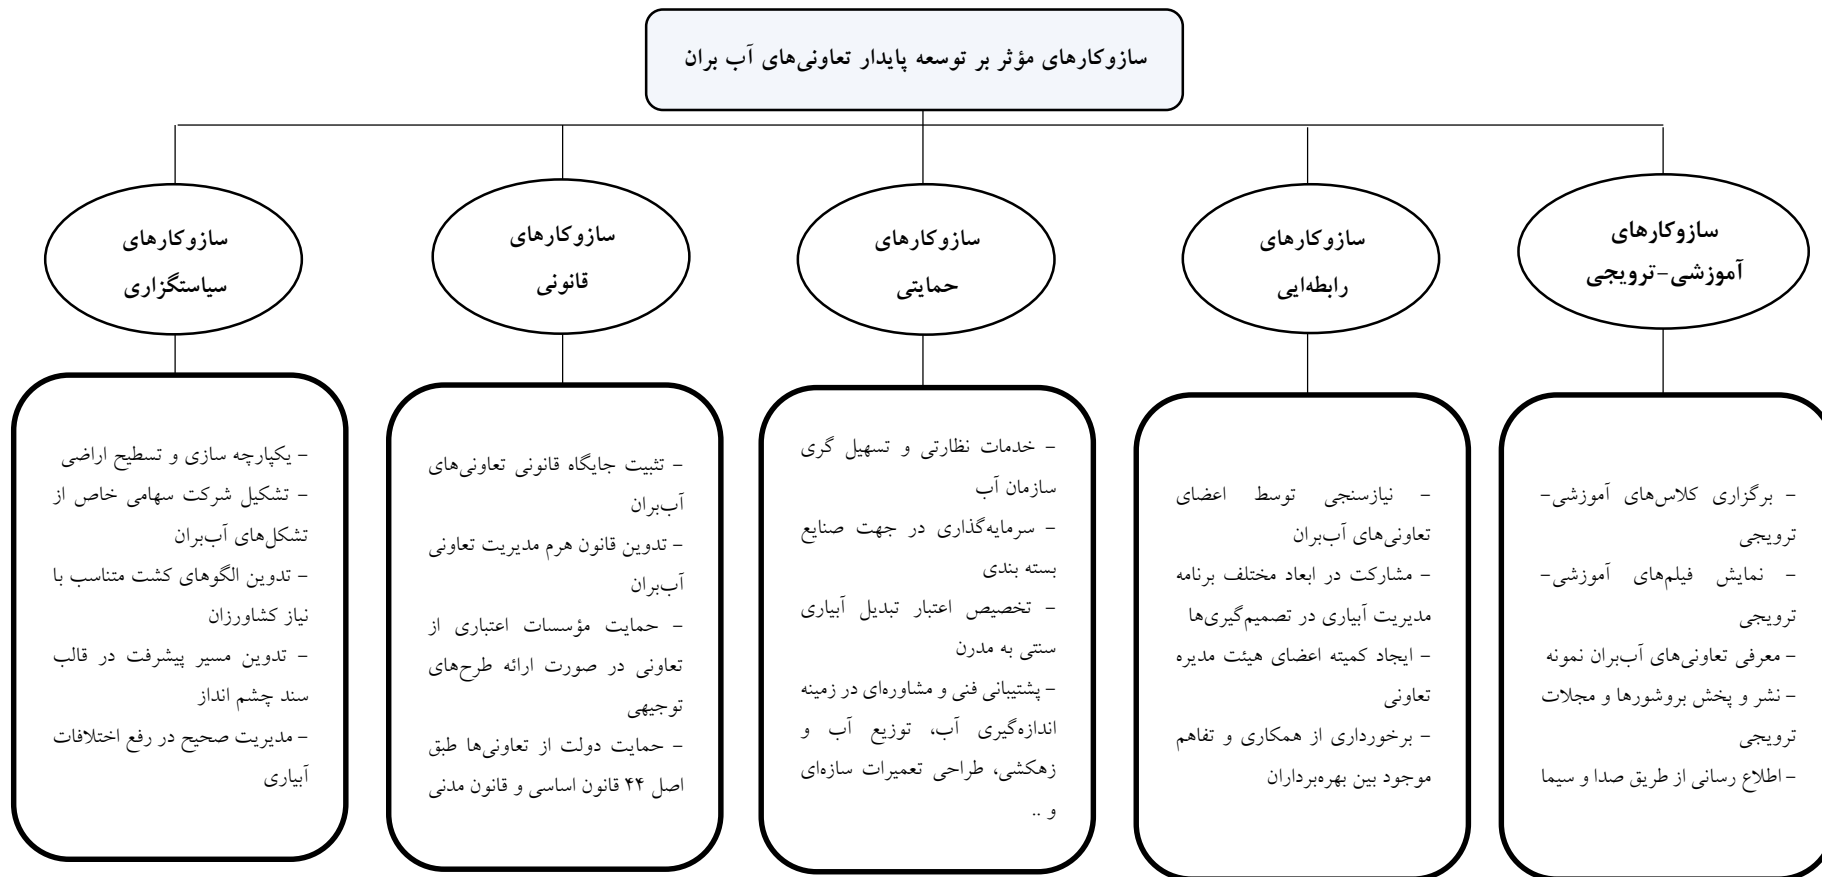 سازوکارهای مؤثر بر توسعه پایدار تعاونی‌های آب بران
سازوکارهای
آموزشی-ترویجی
سازوکارهای
رابطه‌ایی
سازوکارهای
حمایتی
سازوکارهای
قانونی
سازوکارهای
سیاستگزاری
- برگزاری کلاس‌های آموزشی-
ترویجی
- نمایش فیلم‌های آموزشی-
ترویجی
- معرفی تعاونی‌های آب‌بران نمونه
- نشر و پخش بروشورها و مجلات
ترویجی
- اطلاع رسانی از طریق صدا و سیما
- نیازسنجی توسط اعضای
تعاونی‌های آب‌بران
- مشارکت در ابعاد مختلف برنامه
مدیریت آبیاری در تصمیم‌گیری‌ها
- ایجاد کمیته اعضای هیئت مدیره
تعاونی
- برخورداری از همکاری و تفاهم
موجود بین بهره‌برداران
- خدمات نظارتی و تسهیل گری
سازمان آب
- سرمایه‌گذاری در جهت صنایع
بسته بندی
- تخصیص اعتبار تبدیل آبیاری
سنتی به مدرن
- پشتیبانی فنی و مشاوره‌ای در زمینه
اندازه‌گیری آب، توزیع آب و
زهکشی، طراحی تعمیرات سازه‌ای
و ..
- تثبیت جایگاه قانونی تعاونی‌های
آب‌بران
- تدوین قانون هرم مدیریت تعاونی
آب‌بران
- حمایت مؤسسات اعتباری از
تعاونی در صورت ارائه طرح‌های
توجیهی
- حمایت دولت از تعاونی‌ها طبق
اصل ۴۴ قانون اساسی و قانون مدنی
- یکپارچه سازی و تسطیح اراضی
- تشکیل شرکت سهامی خاص از
تشکل‌های آب‌بران
- تدوین الگوهای کشت متناسب با
نیاز کشاورزان
- تدوین مسیر پیشرفت در قالب
سند چشم انداز
- مدیریت صحیح در رفع اختلافات
آبیاری